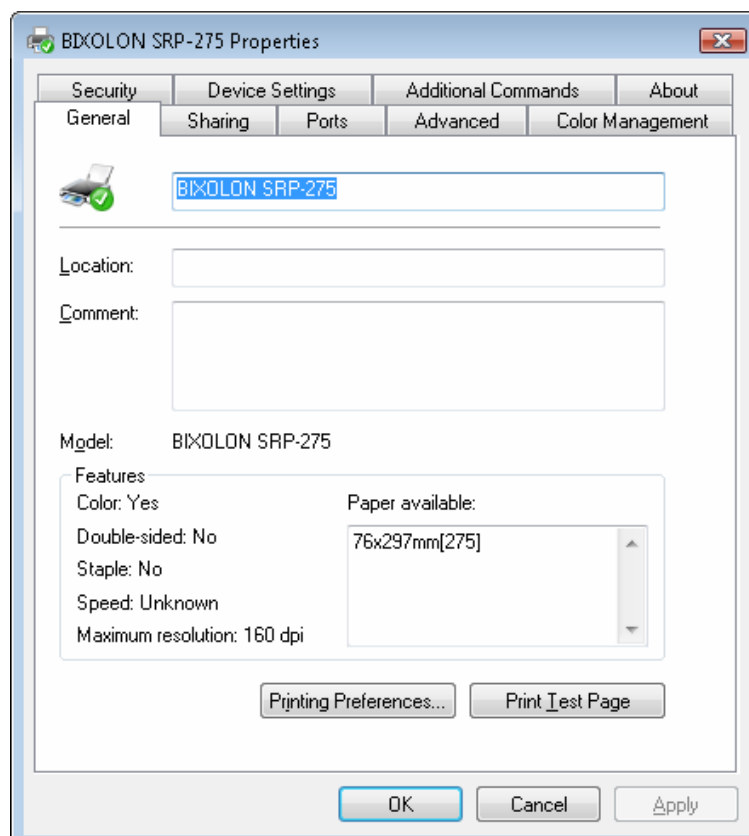 BIXOLON SRP-275 Properties
Security Device Settings Additional Commands About
General Sharing Ports Advanced Color Management
BIXOLON SRP-275
Location:
Comment:
Model: BIXOLON SRP-275
Features
Color: Yes Paper available:
Double-sided: No 76x297mm[275]
Staple: No
Speed: Unknown
Maximum resolution: 160 dpi
Printing Preferences... Print Test Page
OK Cancel Apply